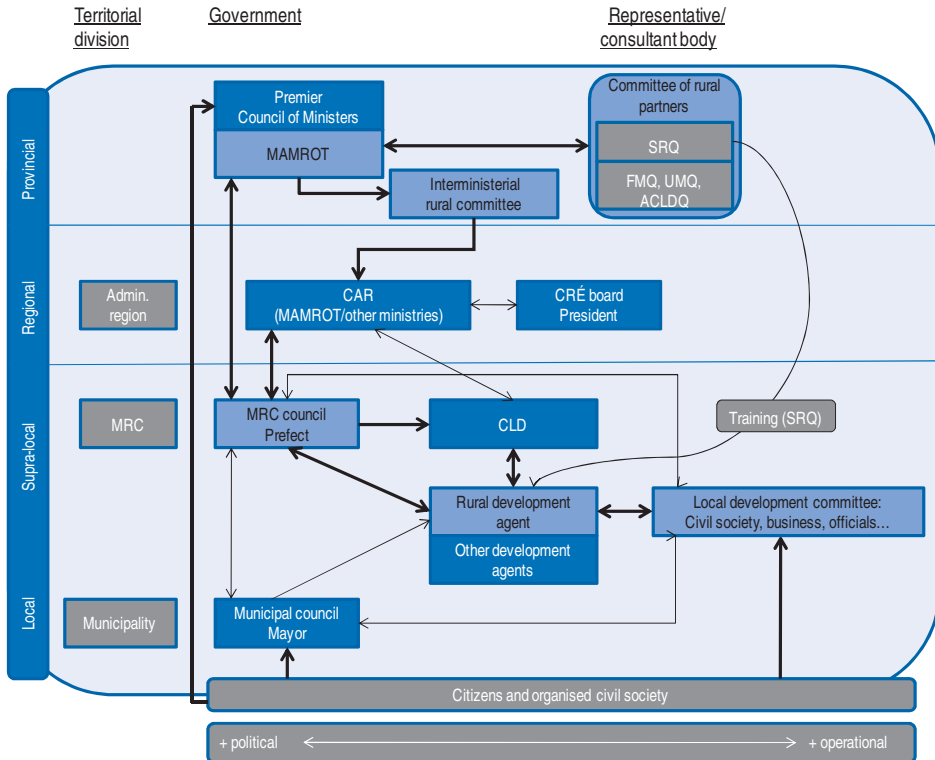 Territorial
division
Government
Representative/
consultant body
Provincial
Premier
Council of Ministers
MAMROT
Committee of rural
partners
SRQ
FMQ, UMQ,
ACLDQ
Interministerial
rural committee
Regional
Admin.
region
CAR
(MAMROT/other ministries)
CRÉ board
President
Supra-local
MRC
MRC council
Prefect
CLD
Training (SRQ)
Rural development
agent
Other development
agents
Local development committee:
Civil society, business, officials...
Local
Municipality
Municipal council
Mayor
Citizens and organised civil society
+ political
+ operational